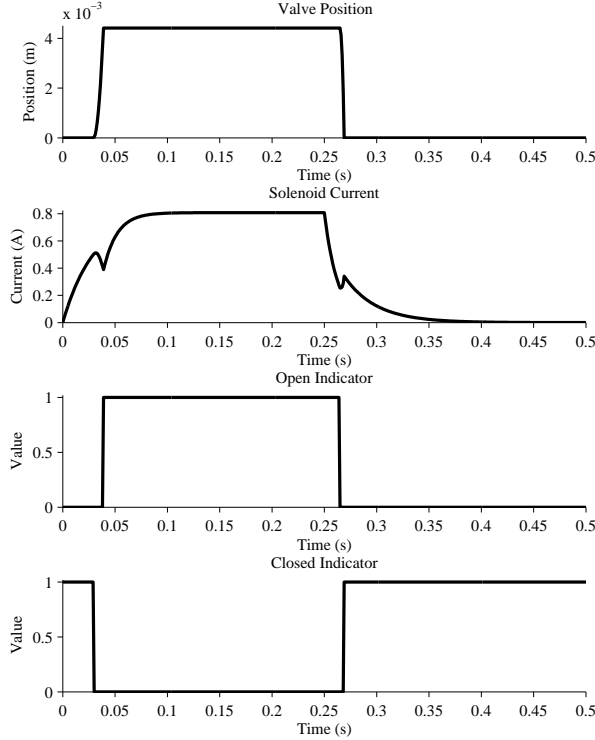 x 10⁻³
Valve Position
Position (m)
4
2
0
0 0.05 0.1 0.15 0.2 0.25 0.3 0.35 0.4 0.45 0.5
Time (s)
Solenoid Current
Current (A)
0.8
0.6
0.4
0.2
0
0 0.05 0.1 0.15 0.2 0.25 0.3 0.35 0.4 0.45 0.5
Time (s)
Open Indicator
Value
1
0.5
0
0 0.05 0.1 0.15 0.2 0.25 0.3 0.35 0.4 0.45 0.5
Time (s)
Closed Indicator
Value
1
0.5
0
0 0.05 0.1 0.15 0.2 0.25 0.3 0.35 0.4 0.45 0.5
Time (s)